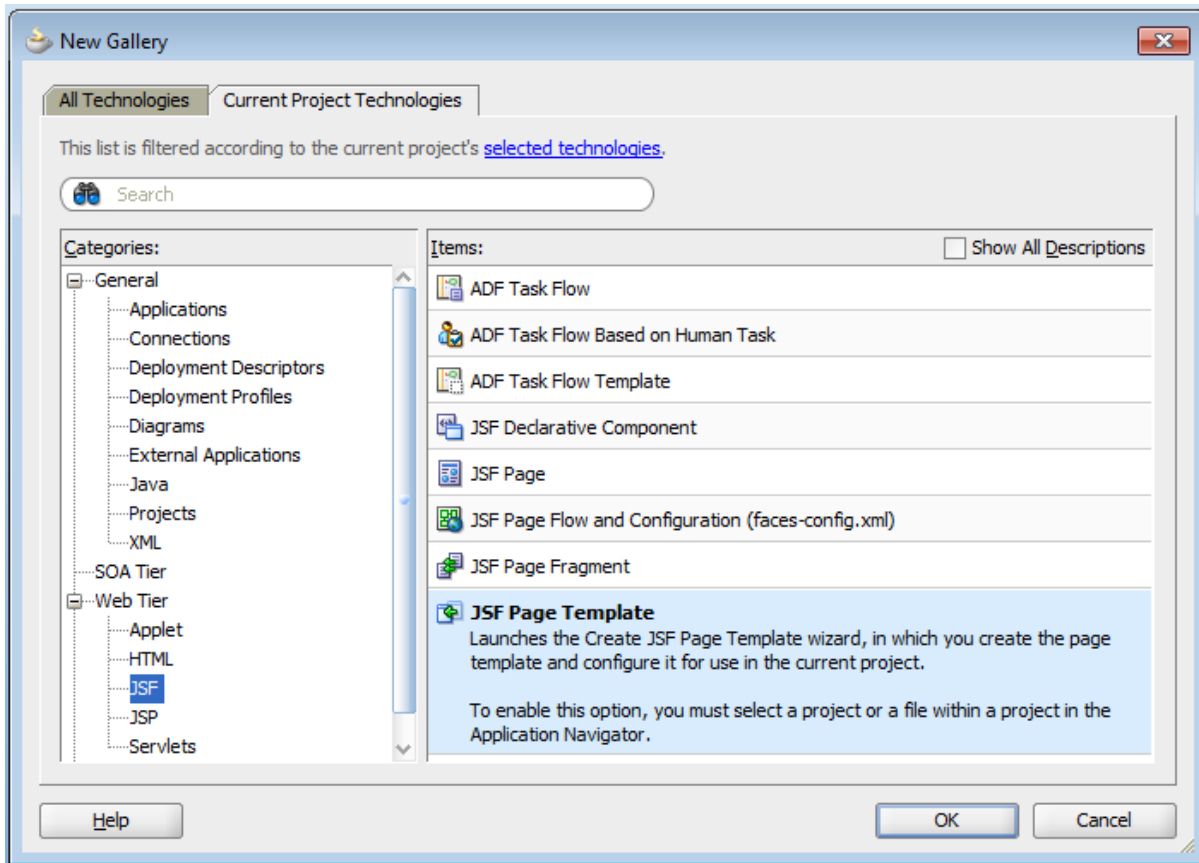 New Gallery
All Technologies
Current Project Technologies
This list is filtered according to the current project's selected technologies.
Search
Categories:
General
Applications
Connections
Deployment Descriptors
Deployment Profiles
Diagrams
External Applications
Java
Projects
XML
SOA Tier
Web Tier
Applet
HTML
JSF
JSP
Servlets
Items:
Show All Descriptions
ADF Task Flow
ADF Task Flow Based on Human Task
ADF Task Flow Template
JSF Declarative Component
JSF Page
JSF Page Flow and Configuration (faces-config.xml)
JSF Page Fragment
JSF Page Template
Launches the Create JSF Page Template wizard, in which you create the page
template and configure it for use in the current project.
To enable this option, you must select a project or a file within a project in the
Application Navigator.
Help
OK
Cancel